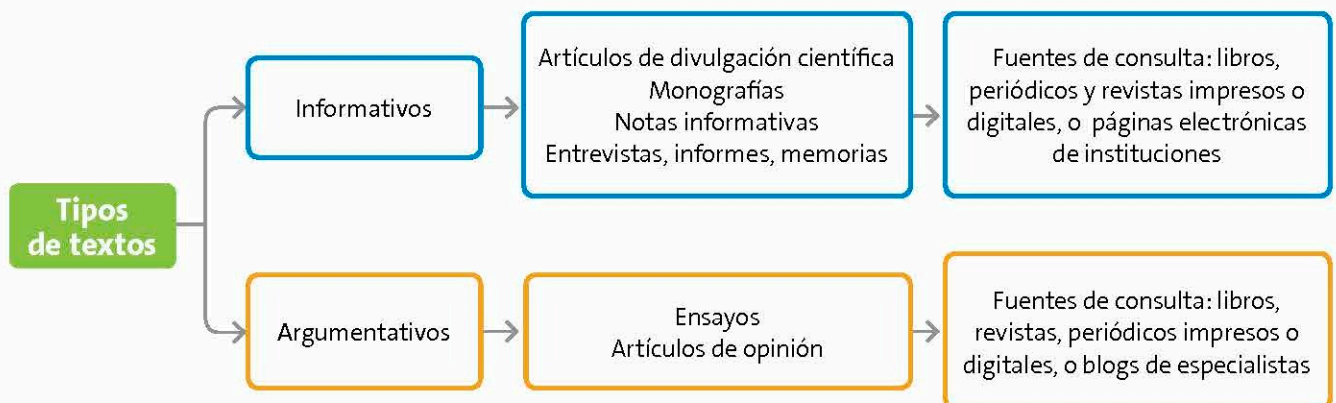 Tipos
de textos
Informativos
Artículos de divulgación científica
Monografías
Notas informativas
Entrevistas, informes, memorias
Fuentes de consulta: libros,
periódicos y revistas impresos o
digitales, o páginas electrónicas
de instituciones
Argumentativos
Ensayos
Artículos de opinión
Fuentes de consulta: libros,
revistas, periódicos impresos o
digitales, o blogs de especialistas